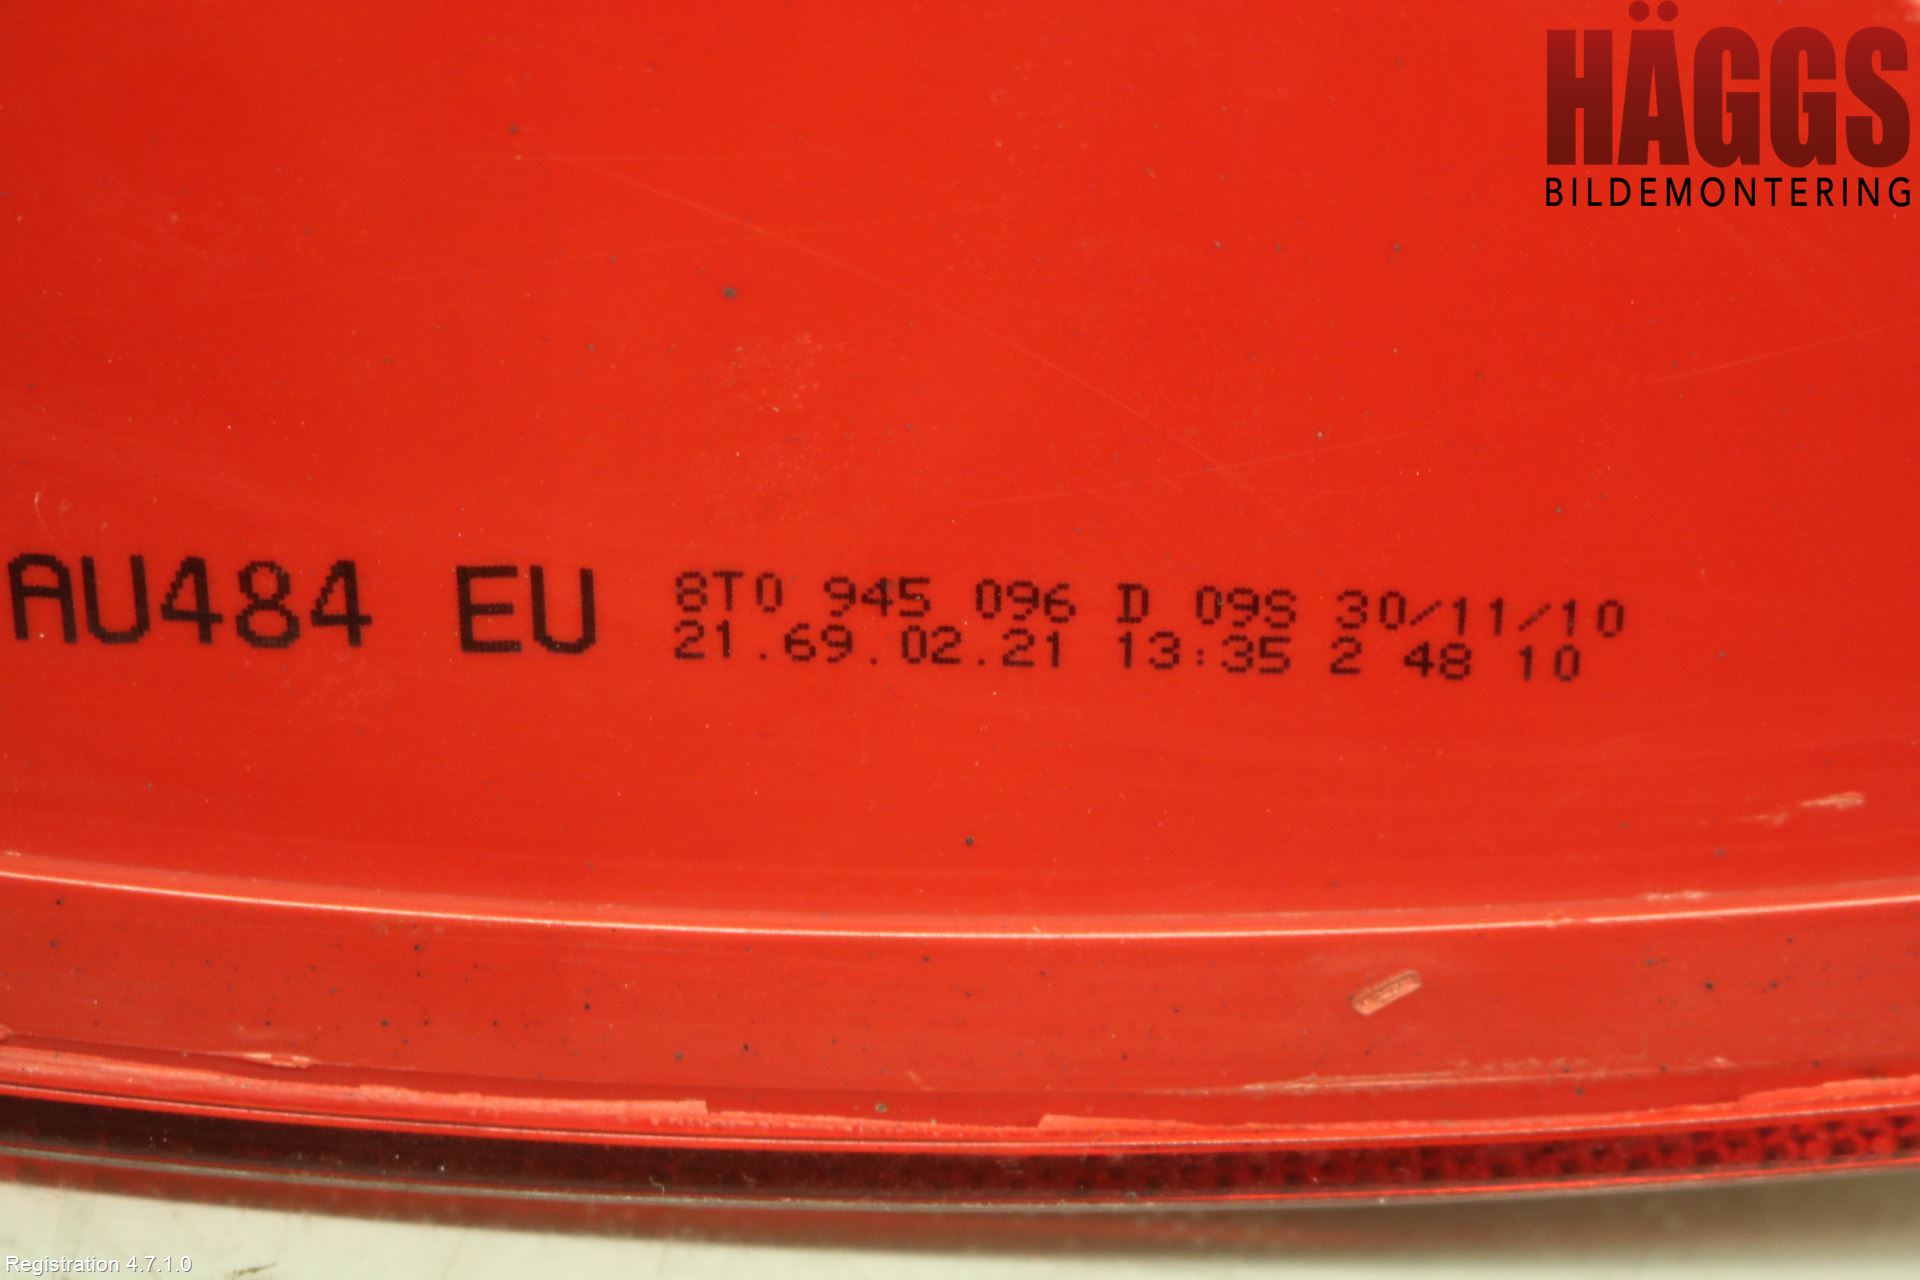 HÄGGS
BILDEMONTERING
AU484 EU
8T0 945 096 D 09S 30/11/10
21.69.02.21 13:35 2 48 10
Registration 4.7.1.0